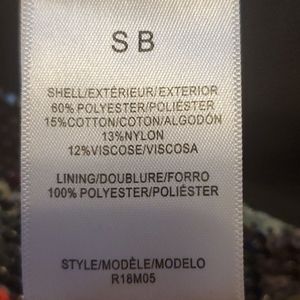 S B
SHELL/EXTÉRIEUR/EXTERIOR
60% POLYESTER/POLIÉSTER
15%COTTON/COTON/ALGODÓN
13%NYLON
12%VISCOSE/VISCOSA
LINING/DOUBLURE/FORRO
100% POLYESTER/POLIÉSTER
STYLE/MODÈLE/MODELO
R18M05